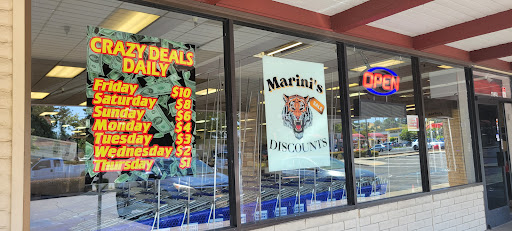 CRAZY DEALS
DAILY
Friday $10
Saturday $8
Sunday $6
Monday $4
Tuesday $3
Wednesday $2
Thursday $1
Marini's
DISCOUNTS
OPEN